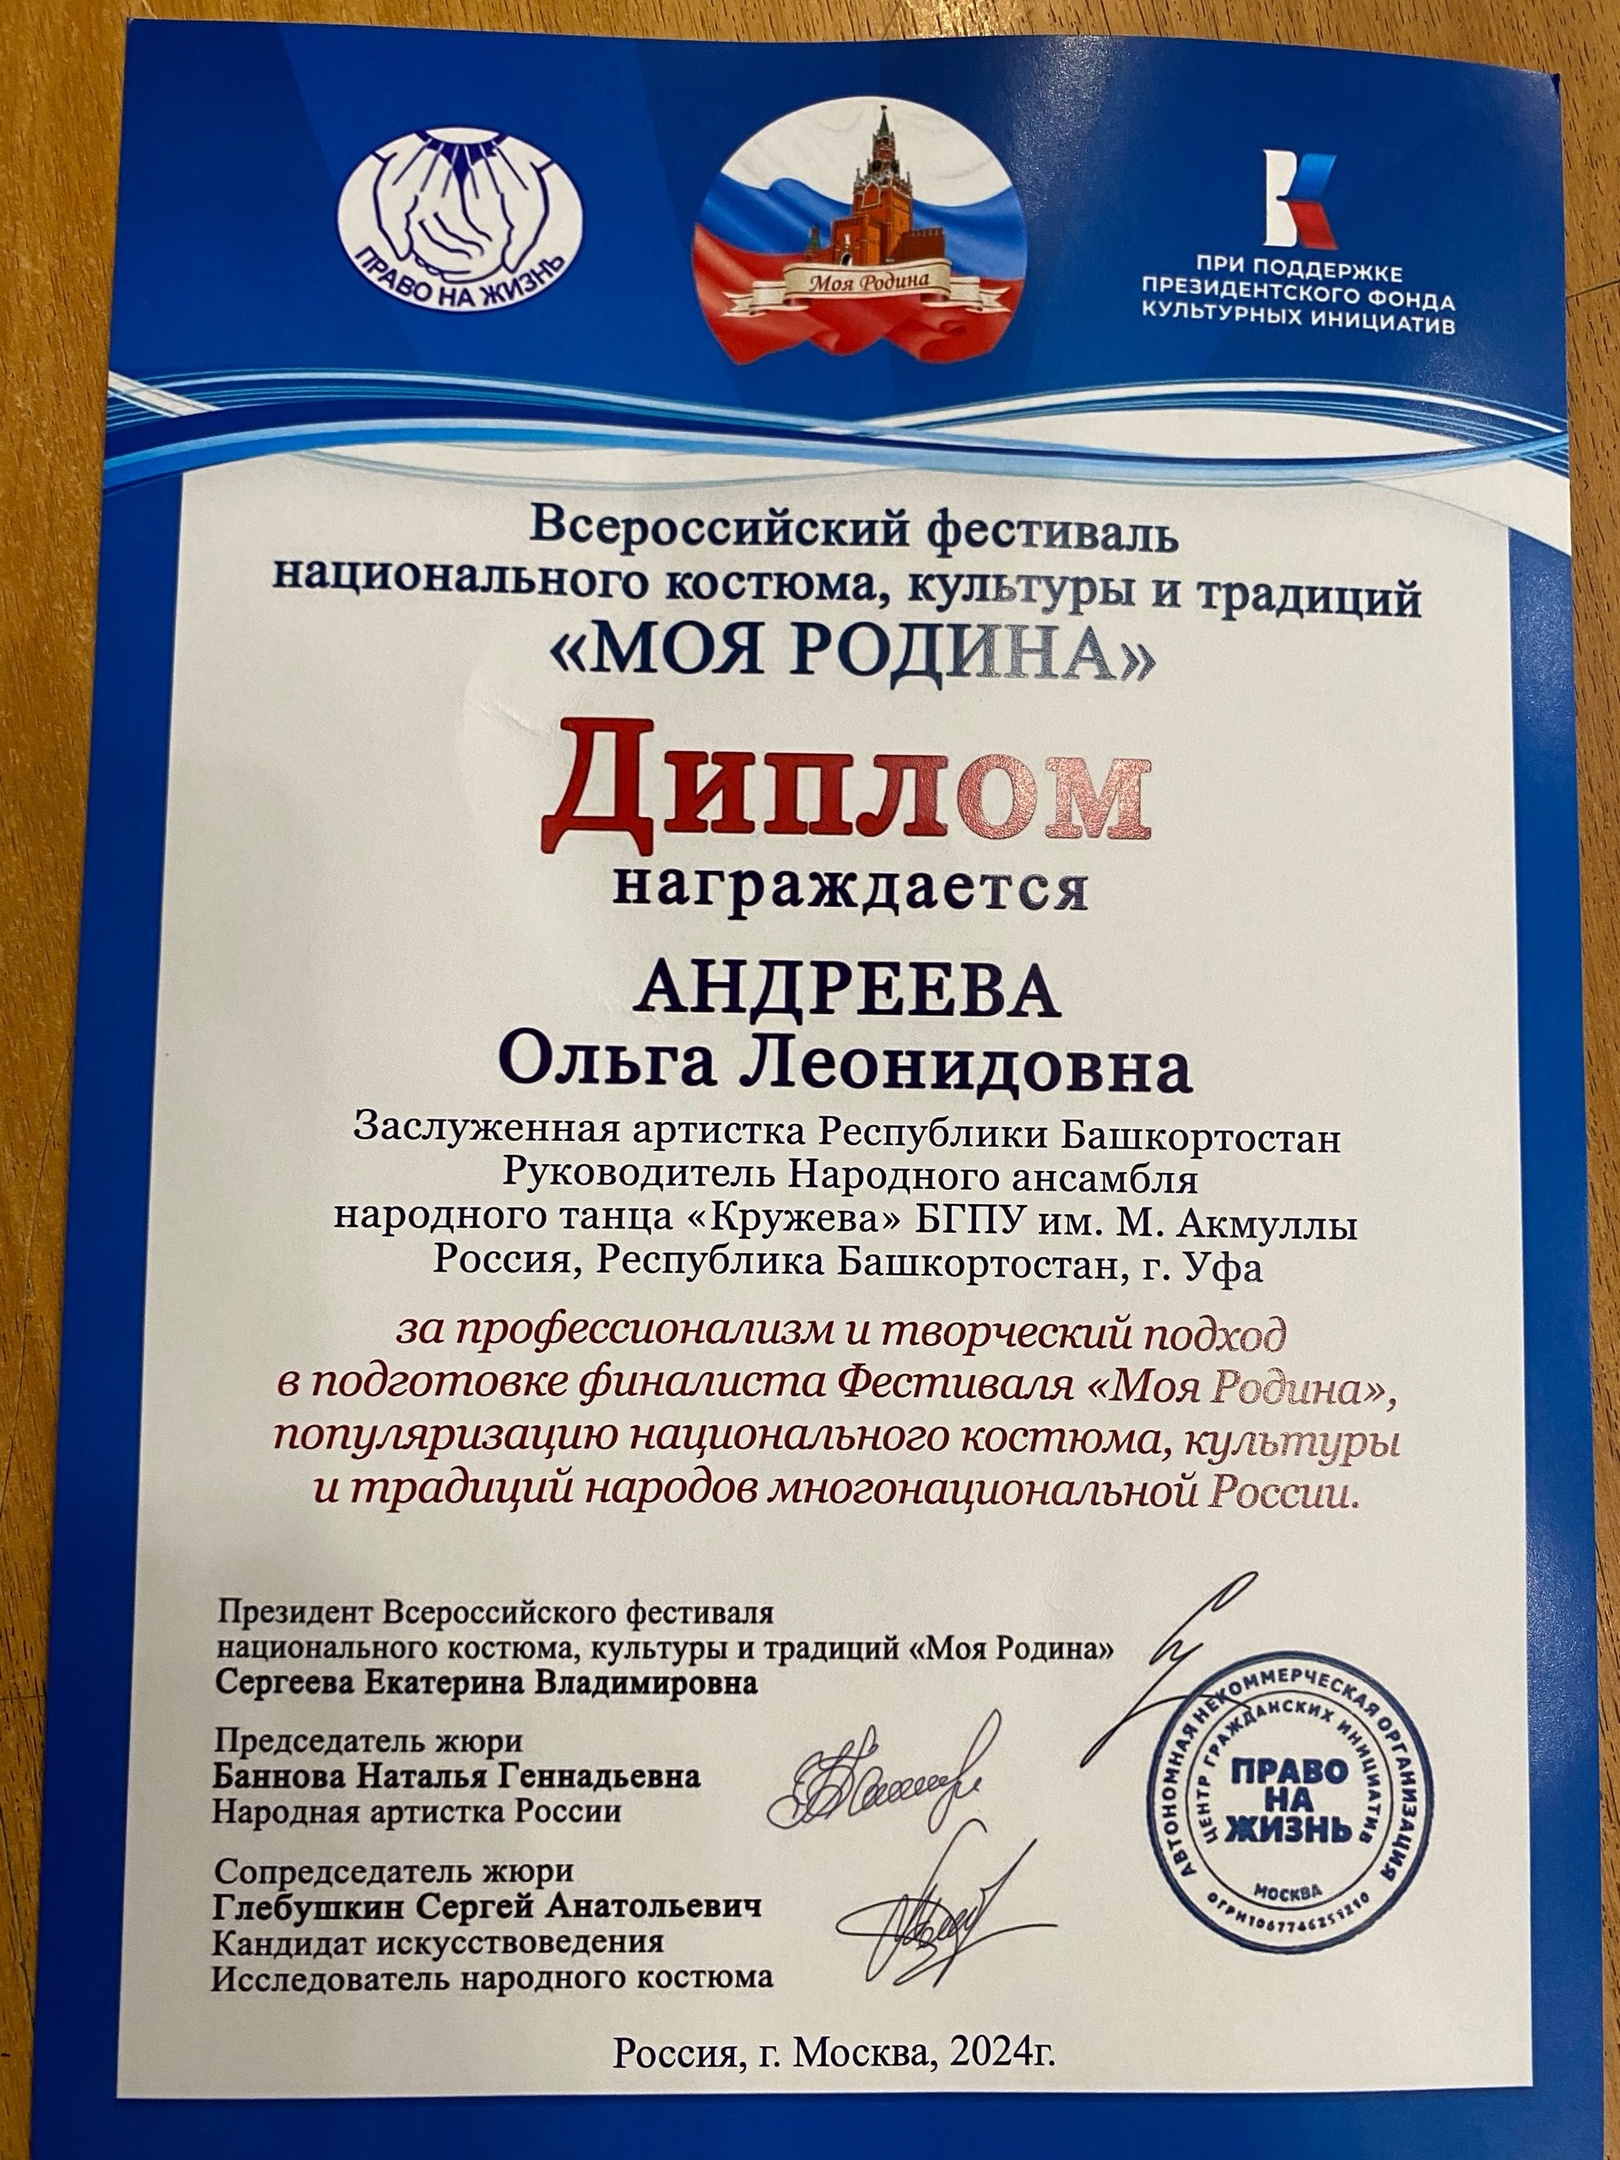 ПРАВО НА ЖИЗНЬ
Моя Родина
ПРИ ПОДДЕРЖКЕ
ПРЕЗИДЕНТСКОГО ФОНДА
КУЛЬТУРНЫХ ИНИЦИАТИВ
Всероссийский фестиваль
национального костюма, культуры и традиций
«МОЯ РОДИНА»
Диплом
награждается
АНДРЕЕВА
Ольга Леонидовна
Заслуженная артистка Республики Башкортостан
Руководитель Народного ансамбля
народного танца «Кружева» БГПУ им. М. Акмуллы
Россия, Республика Башкортостан, г. Уфа
за профессионализм и творческий подход
в подготовке финалиста Фестиваля «Моя Родина»,
популяризацию национального костюма, культуры
и традиций народов многонациональной России.
Президент Всероссийского фестиваля
национального костюма, культуры и традиций «Моя Родина»
Сергеева Екатерина Владимировна
Председатель жюри
Баннова Наталья Геннадьевна
Народная артистка России
Сопредседатель жюри
Глебушкин Сергей Анатольевич
Кандидат искусствоведения
Исследователь народного костюма
АВТОНОМНАЯ НЕКОММЕРЧЕСКАЯ ОРГАНИЗАЦИЯ
ЦЕНТР ГРАЖДАНСКИХ ИНИЦИАТИВ
ПРАВО
НА
ЖИЗНЬ
МОСКВА
Россия, г. Москва, 2024г.